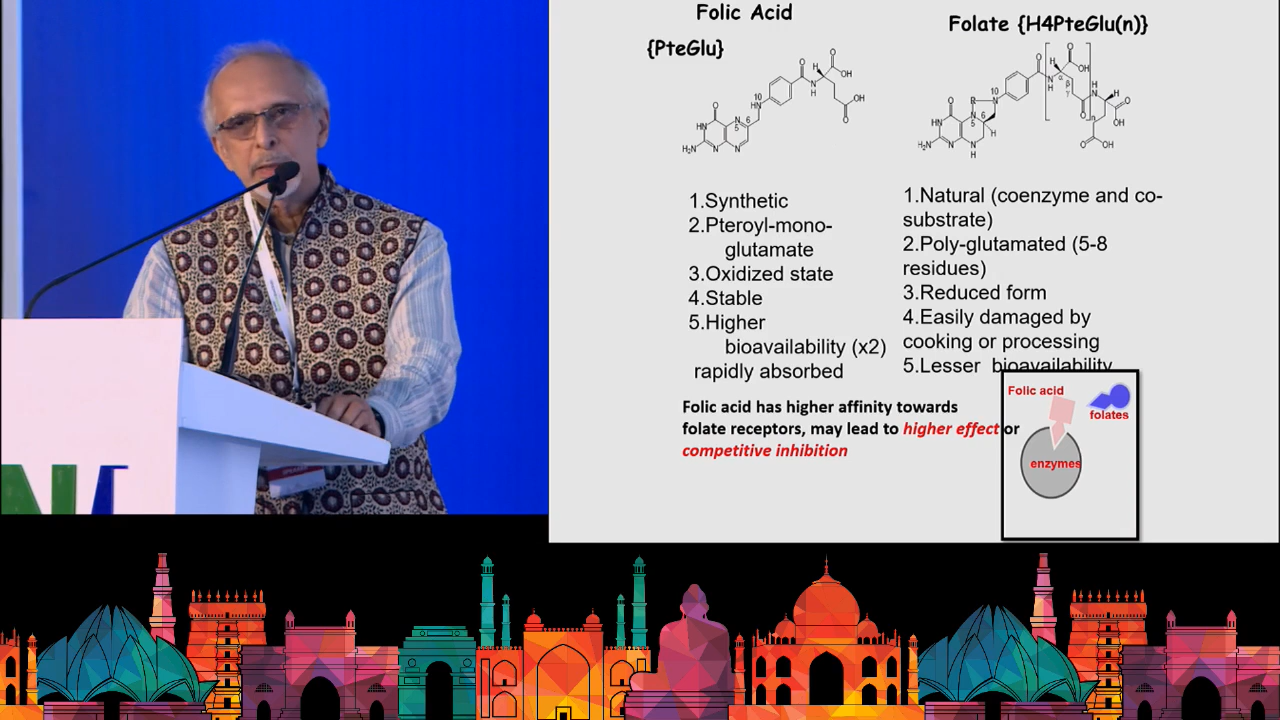 Folic Acid
{PteGlu}
1.Synthetic
2.Pteroyl-mono-
glutamate
3.Oxidized state
4.Stable
5.Higher
bioavailability (x2)
rapidly absorbed
Folate {H4PteGlu(n)}
1.Natural (coenzyme and co-
substrate)
2.Poly-glutamated (5-8
residues)
3.Reduced form
4.Easily damaged by
cooking or processing
5.Lesser bioavailability
Folic acid has higher affinity towards
folate receptors, may lead to higher effect or
competitive inhibition
Folic acid
folates
enzymes